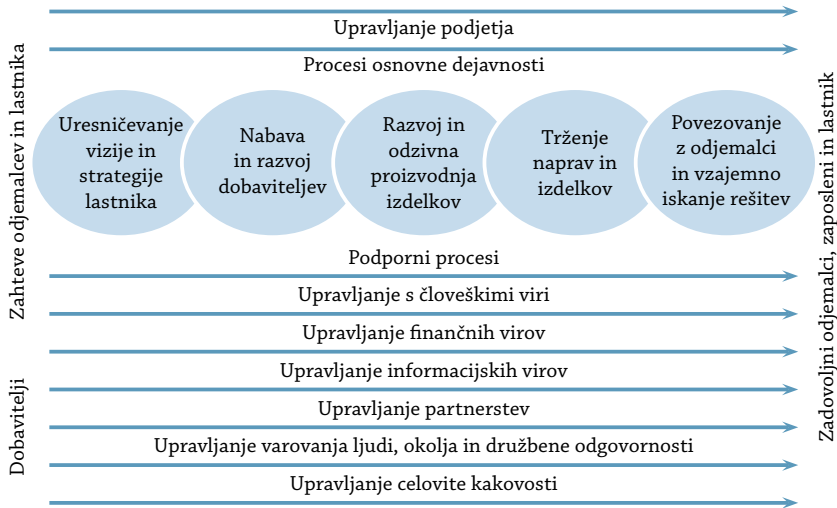 Zahteve odjemalcev in lastnika
Dobavitelji
Upravljanje podjetja
Procesi osnovne dejavnosti
Uresničevanje
vizije in
strategije
lastnika
Nabava
in razvoj
dobaviteljev
Razvoj in
odzivna
proizvodnja
izdelkov
Trženje
naprav in
izdelkov
Povezovanje
z odjemalci
in vzajemno
iskanje rešitev
Podporni procesi
Upravljanje s človeškimi viri
Upravljanje finančnih virov
Upravljanje informacijskih virov
Upravljanje partnerstev
Upravljanje varovanja ljudi, okolja in družbene odgovornosti
Upravljanje celovite kakovosti
Zadovoljni odjemalci, zaposleni in lastnik